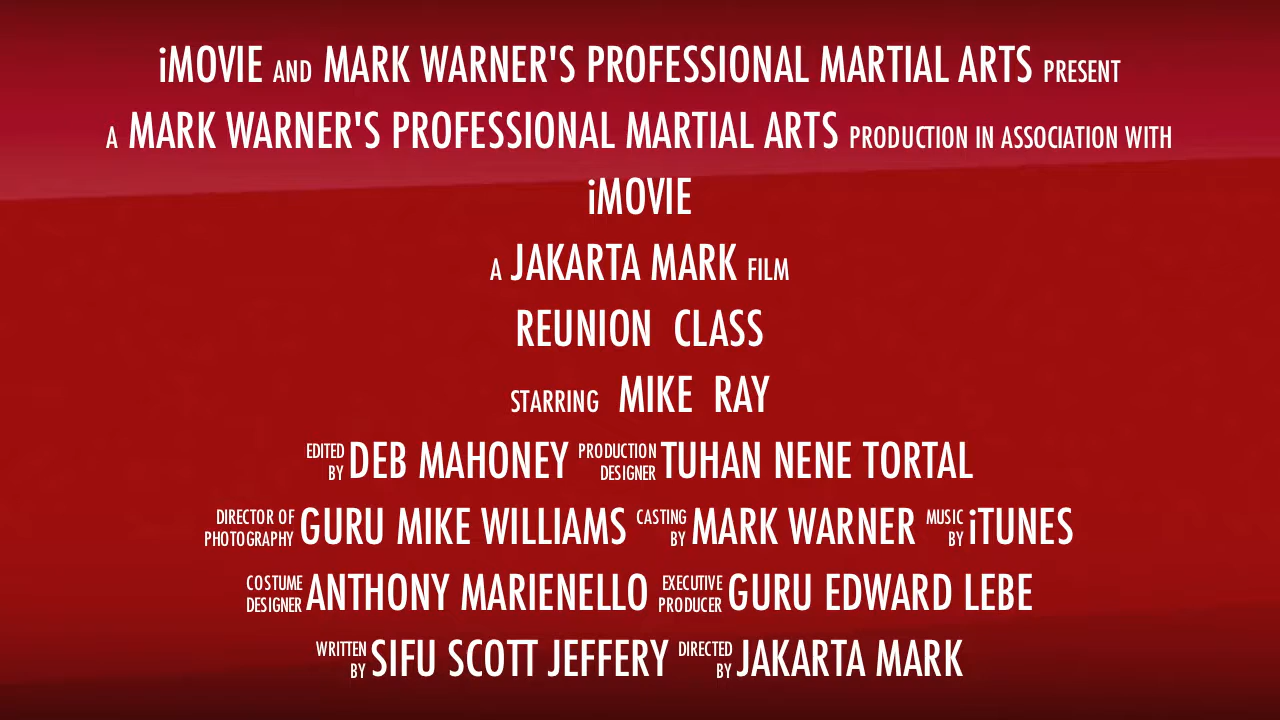 iMOVIE AND MARK WARNER'S PROFESSIONAL MARTIAL ARTS PRESENT
A MARK WARNER'S PROFESSIONAL MARTIAL ARTS PRODUCTION IN ASSOCIATION WITH
iMOVIE
A JAKARTA MARK FILM
REUNION CLASS
STARRING MIKE RAY
EDITED BY DEB MAHONEY PRODUCTION DESIGNER TUHAN NENE TORTAL
DIRECTOR OF PHOTOGRAPHY GURU MIKE WILLIAMS CASTING BY MARK WARNER MUSIC BY iTUNES
COSTUME DESIGNER ANTHONY MARIENELLO EXECUTIVE PRODUCER GURU EDWARD LEBE
WRITTEN BY SIFU SCOTT JEFFERY DIRECTED BY JAKARTA MARK